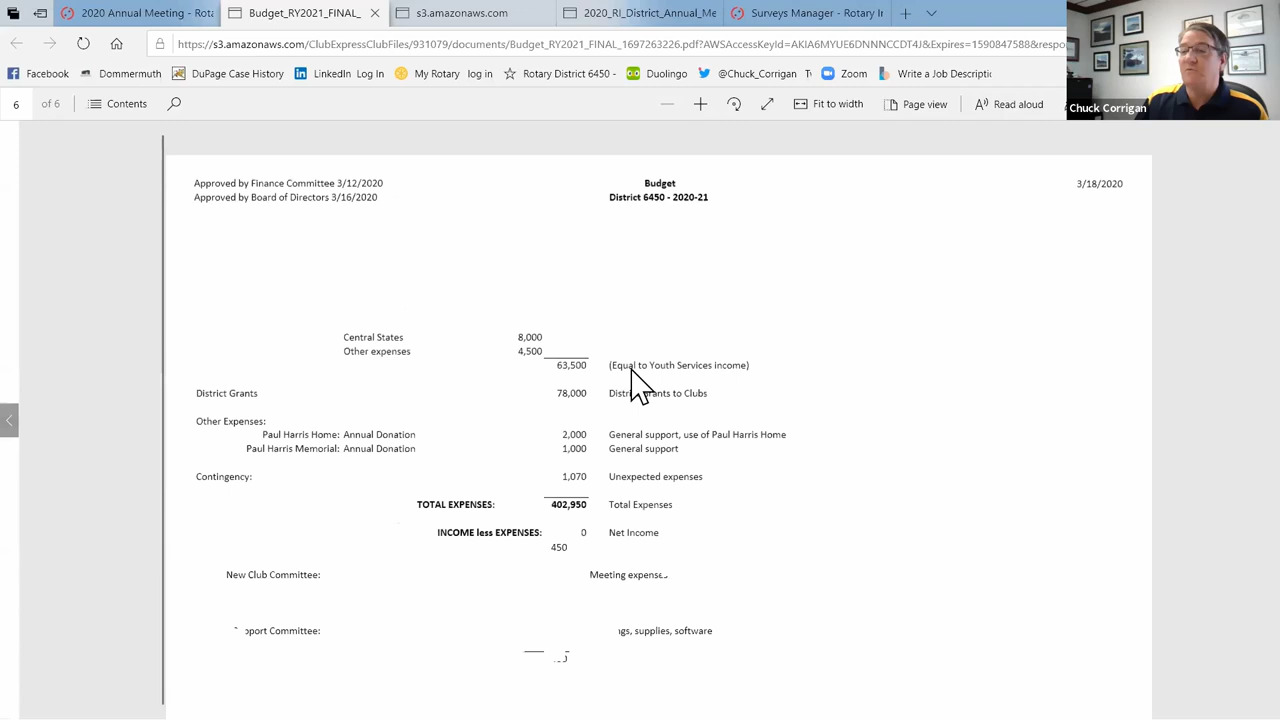 2020 Annual Meeting - Rota
Budget_RY2021_FINAL_
s3.amazonaws.com
2020_RI_District_Annual_Me
Surveys Manager - Rotary In
https://s3.amazonaws.com/ClubExpressClubFiles/931079/documents/Budget_RY2021_FINAL_1697263226.pdf?AWSAccessKeyId=AKIA6MYUE6DNNNCCDT4J&Expires=1590847588&respo
Facebook Dommermuth DuPage Case History LinkedIn Log In My Rotary log in Rotary District 6450 - Duolingo @Chuck_Corrigan T Zoom Write a Job Descripti
6 of 6 Contents Fit to width Page view Read aloud
Chuck Corrigan
Approved by Finance Committee 3/12/2020 Budget 3/18/2020
Approved by Board of Directors 3/16/2020 District 6450 - 2020-21
Central States 8,000
Other expenses 4,500
63,500 (Equal to Youth Services income)
District Grants 78,000 Grants to Clubs
Other Expenses:
Paul Harris Home: Annual Donation 2,000 General support, use of Paul Harris Home
Paul Harris Memorial: Annual Donation 1,000 General support
Contingency: 1,070 Unexpected expenses
TOTAL EXPENSES: 402,950 Total Expenses
INCOME less EXPENSES: 0 Net Income
450
New Club Committee: Meeting expenses
Committee: supplies, software